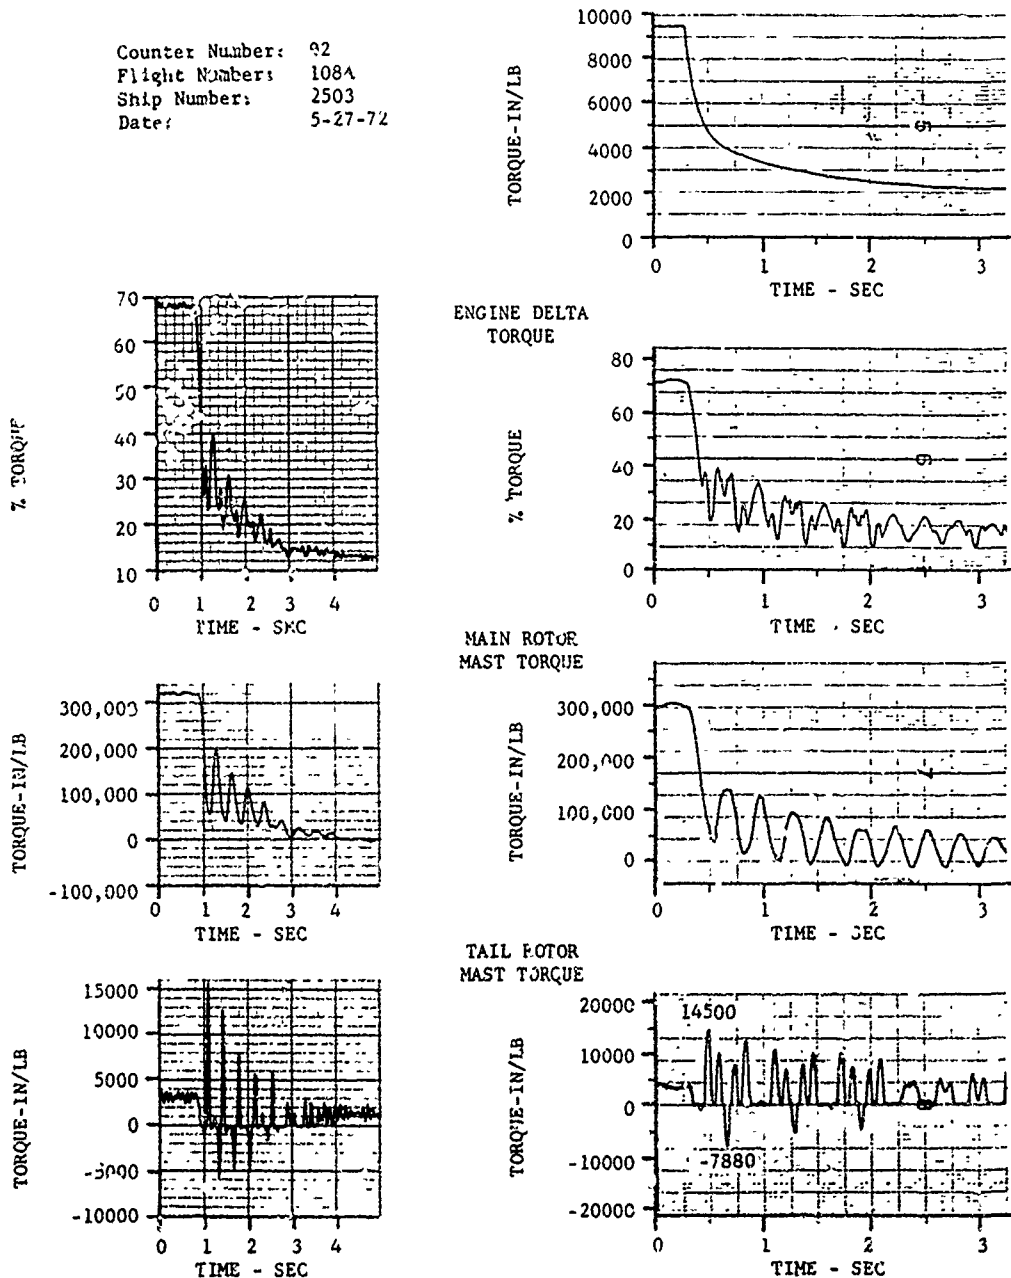 Counter Number: 92
Flight Number: 108A
Ship Number: 2503
Date: 5-27-72
10000
8000
6000
4000
2000
0
TORQUE-IN/LB
5
0 1 2 3
TIME - SEC
ENGINE DELTA
TORQUE
70
60
50
40
30
20
10
% TORQUE
0 1 2 3 4
TIME - SEC
80
60
40
20
0
% TORQUE
6
0 1 2 3
TIME - SEC
MAIN ROTOR
MAST TORQUE
300,000
200,000
100,000
0
-100,000
TORQUE-IN/LB
0 1 2 3 4
TIME - SEC
300,000
200,000
100,000
0
TORQUE-IN/LB
7
0 1 2 3
TIME - SEC
TAIL ROTOR
MAST TORQUE
15000
10000
5000
0
-5000
-10000
TORQUE-IN/LB
0 1 2 3 4
TIME - SEC
20000
10000
0
-10000
-20000
TORQUE-IN/LB
14500
-7880
8
0 1 2 3
TIME - SEC